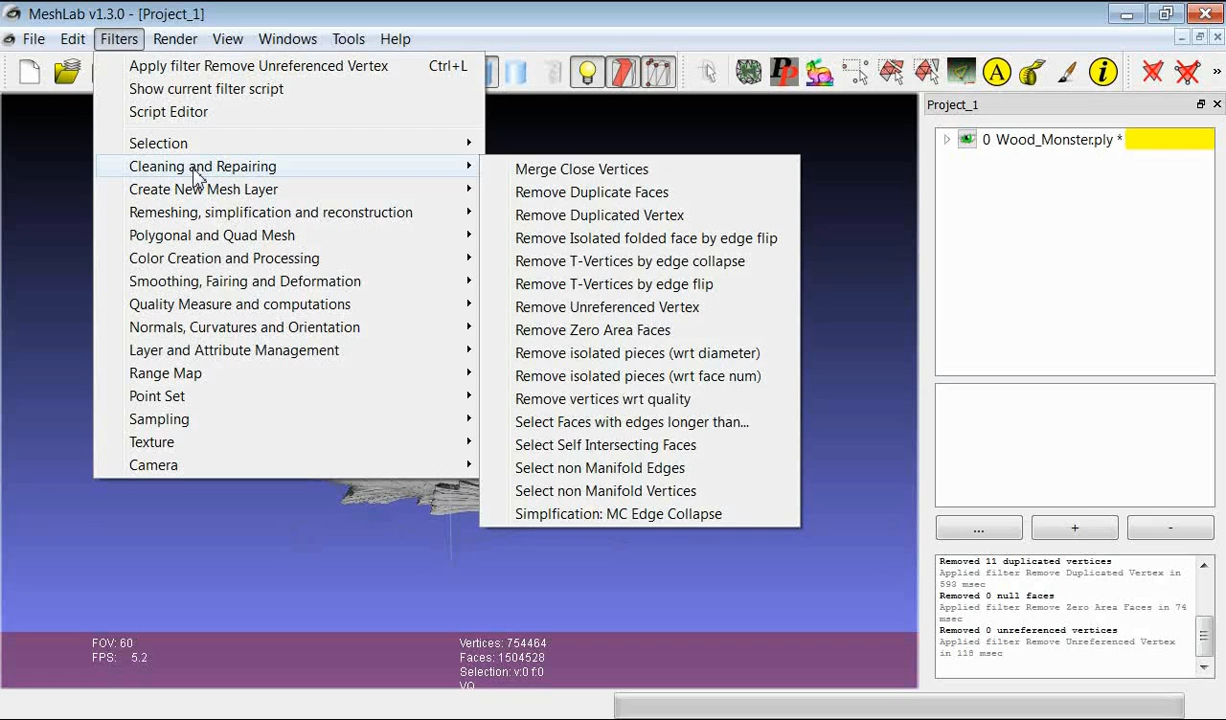 MeshLab v1.3.0 - [Project_1]
File Edit Filters Render View Windows Tools Help
Apply filter Remove Unreferenced Vertex Ctrl+L
Show current filter script
Script Editor
Selection
Cleaning and Repairing
Create New Mesh Layer
Remeshing, simplification and reconstruction
Polygonal and Quad Mesh
Color Creation and Processing
Smoothing, Fairing and Deformation
Quality Measure and computations
Normals, Curvatures and Orientation
Layer and Attribute Management
Range Map
Point Set
Sampling
Texture
Camera
Merge Close Vertices
Remove Duplicate Faces
Remove Duplicated Vertex
Remove Isolated folded face by edge flip
Remove T-Vertices by edge collapse
Remove T-Vertices by edge flip
Remove Unreferenced Vertex
Remove Zero Area Faces
Remove isolated pieces (wrt diameter)
Remove isolated pieces (wrt face num)
Remove vertices wrt quality
Select Faces with edges longer than...
Select Self Intersecting Faces
Select non Manifold Edges
Select non Manifold Vertices
Simplfication: MC Edge Collapse
Project_1
0 Wood_Monster.ply *
... + -
Removed 11 duplicated vertices
Applied filter Remove Duplicated Vertex in
593 msec
Removed 0 null faces
Applied filter Remove Zero Area Faces in 74
msec
Removed 0 unreferenced vertices
Applied filter Remove Unreferenced Vertex
in 118 msec
FOV: 60
FPS: 5.2
Vertices: 754464
Faces: 1504528
Selection: v:0 f:0
VQ